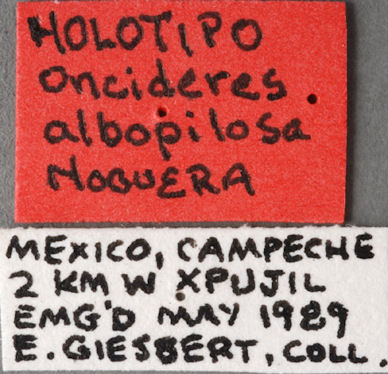 HOLOTIPO
Oncideres
albopilosa
NOGUERA
MEXICO, CAMPECHE
2 KM W XPUJIL
EMG'D MAY 1989
E. GIESBERT, COLL.